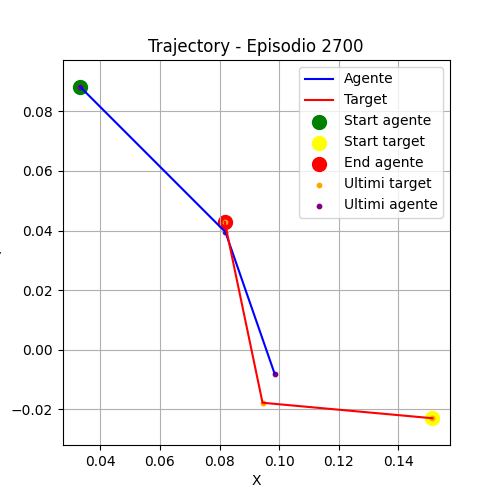 Trajectory - Episodio 2700
Agente
Target
Start agente
Start target
End agente
Ultimi target
Ultimi agente
0.08
0.06
0.04
0.02
0.00
−0.02
0.04
0.06
0.08
0.10
0.12
0.14
X